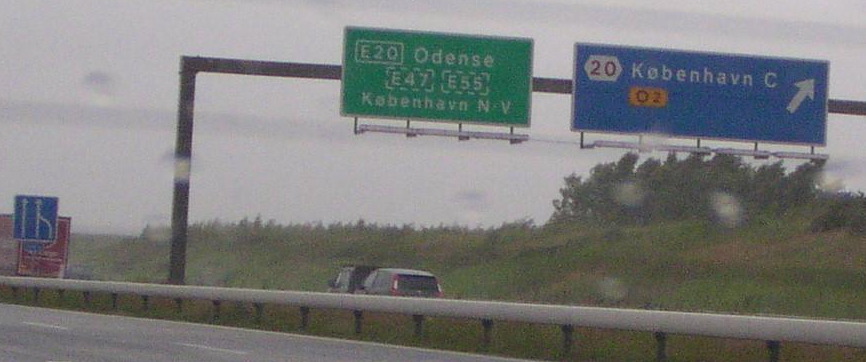 E20 Odense
E47 E55
København N-V
20 København C
O2